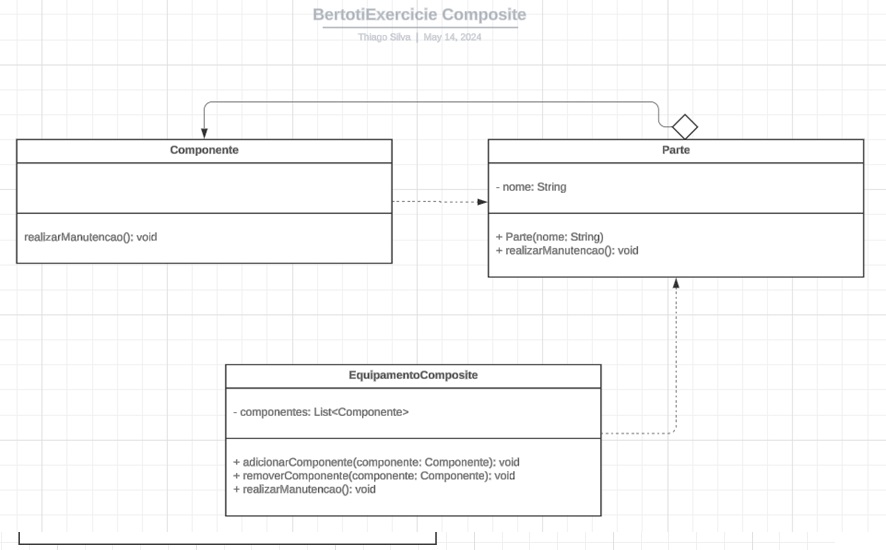 BertotiExercicie Composite
Thiago Silva | May 14, 2024
Componente
realizarManutencao(): void
Parte
- nome: String
+ Parte(nome: String)
+ realizarManutencao(): void
EquipamentoComposite
- componentes: List<Componente>
+ adicionarComponente(componente: Componente): void
+ removerComponente(componente: Componente): void
+ realizarManutencao(): void